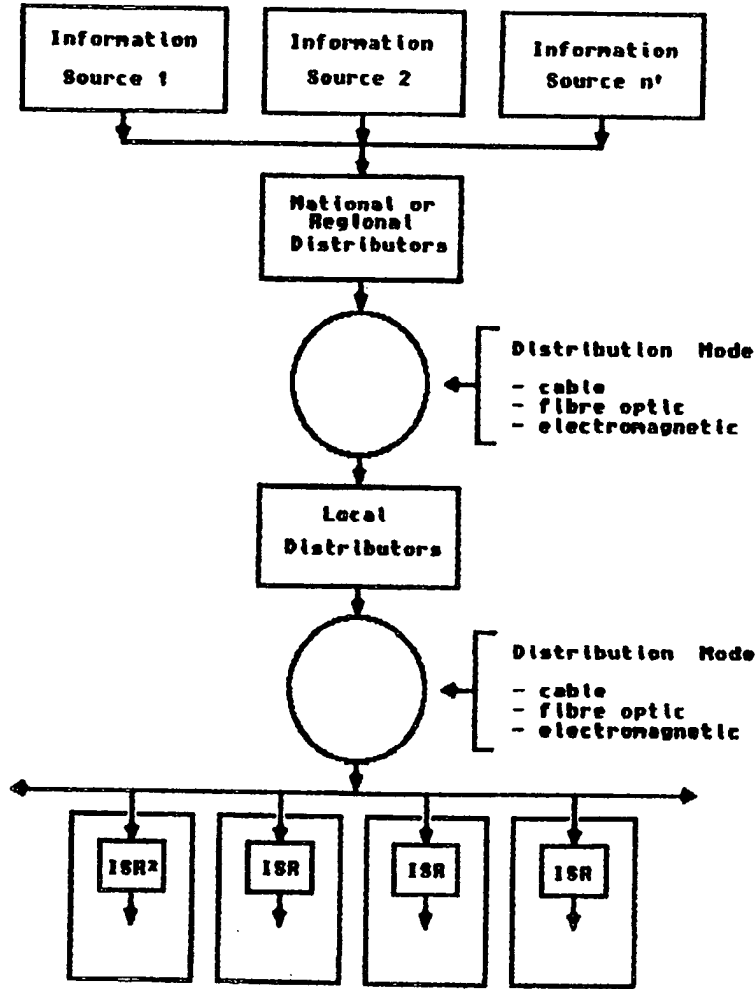 Information
Source 1
Information
Source 2
Information
Source n'
National or
Regional
Distributors
Distribution Mode
- cable
- fibre optic
- electromagnetic
Local
Distributors
Distribution Mode
- cable
- fibre optic
- electromagnetic
ISR²
ISR
ISR
ISR